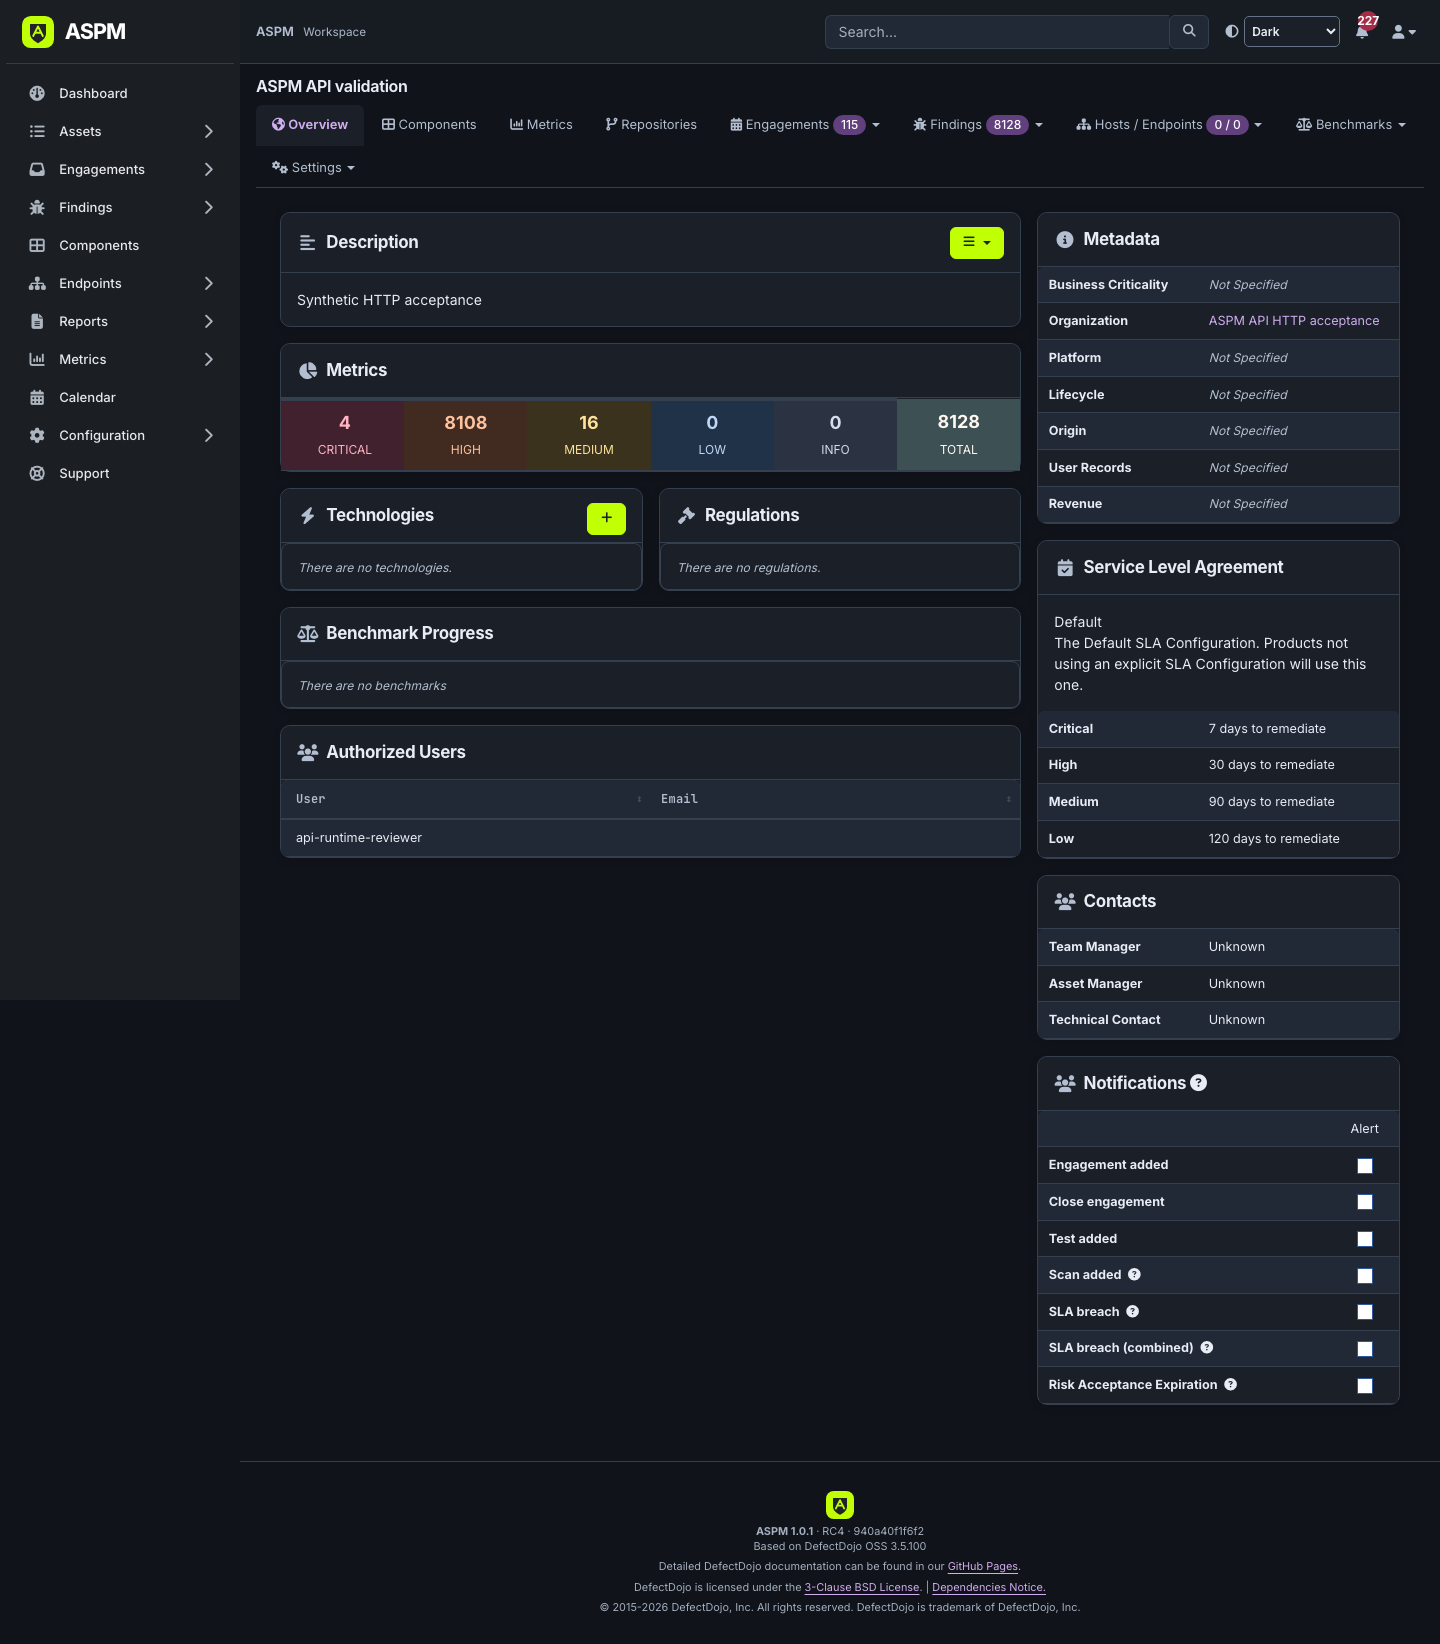 ASPM
ASPM Workspace
Search...
Dark
227
Dashboard
Assets
Engagements
Findings
Components
Endpoints
Reports
Metrics
Calendar
Configuration
Support
ASPM API validation
Overview
Components
Metrics
Repositories
Engagements 115
Findings 8128
Hosts / Endpoints 0 / 0
Benchmarks
Settings
Description
Synthetic HTTP acceptance
Metrics
4 8108 16 0 0 8128
CRITICAL HIGH MEDIUM LOW INFO TOTAL
Technologies
There are no technologies.
Regulations
There are no regulations.
Benchmark Progress
There are no benchmarks
Authorized Users
User Email
api-runtime-reviewer
Metadata
Business Criticality Not Specified
Organization ASPM API HTTP acceptance
Platform Not Specified
Lifecycle Not Specified
Origin Not Specified
User Records Not Specified
Revenue Not Specified
Service Level Agreement
Default
The Default SLA Configuration. Products not
using an explicit SLA Configuration will use this
one.
Critical 7 days to remediate
High 30 days to remediate
Medium 90 days to remediate
Low 120 days to remediate
Contacts
Team Manager Unknown
Asset Manager Unknown
Technical Contact Unknown
Notifications
Alert
Engagement added
Close engagement
Test added
Scan added
SLA breach
SLA breach (combined)
Risk Acceptance Expiration
ASPM 1.0.1 · RC4 · 940a40f1f6f2
Based on DefectDojo OSS 3.5.100
Detailed DefectDojo documentation can be found in our GitHub Pages.
DefectDojo is licensed under the 3-Clause BSD License. | Dependencies Notice.
© 2015-2026 DefectDojo, Inc. All rights reserved. DefectDojo is trademark of DefectDojo, Inc.